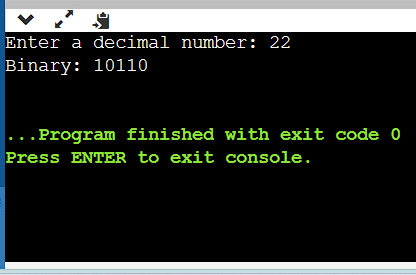 Enter a decimal number: 22
Binary: 10110
...Program finished with exit code 0
Press ENTER to exit console.